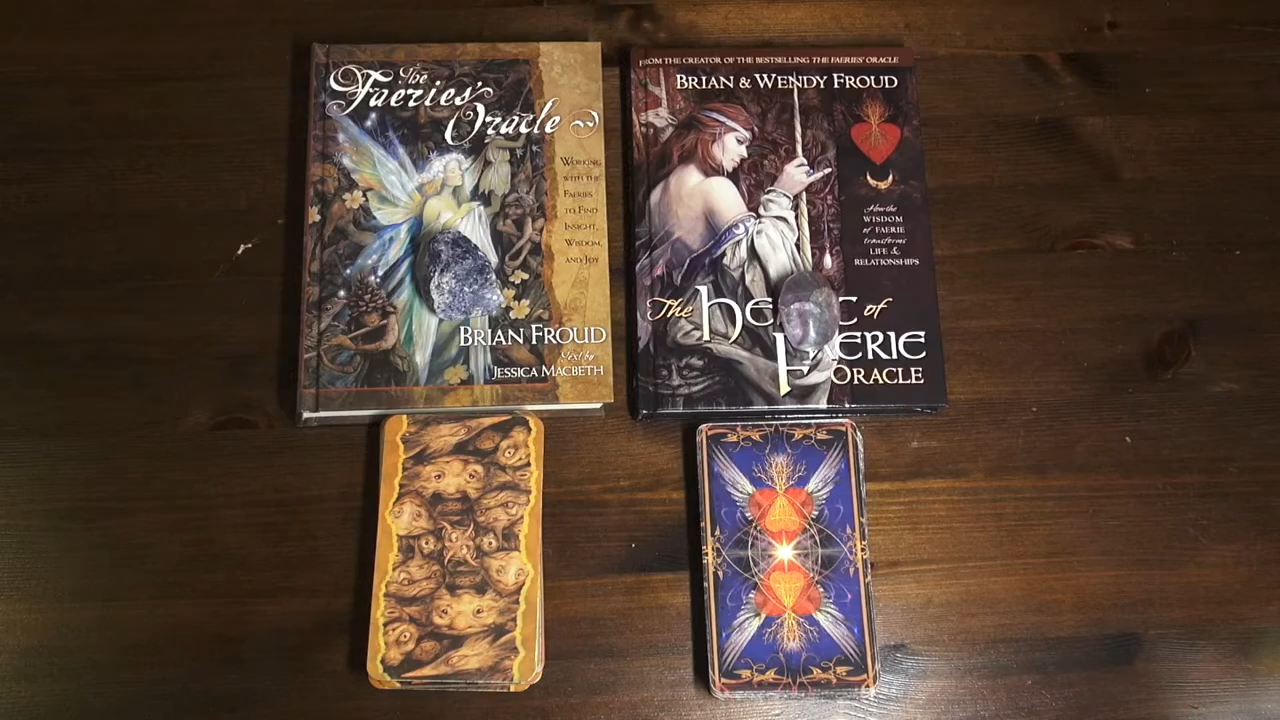 The
Faeries'
Oracle
WORKING
WITH THE
FAERIES
TO FIND
INSIGHT,
WISDOM,
AND JOY
BRIAN FROUD
Text by
JESSICA MACBETH
FROM THE CREATOR OF THE BESTSELLING THE FAERIES' ORACLE
BRIAN & WENDY FROUD
How the
WISDOM
of FAERIE
transforms
LIFE &
RELATIONSHIPS
The of
FAERIE
ORACLE